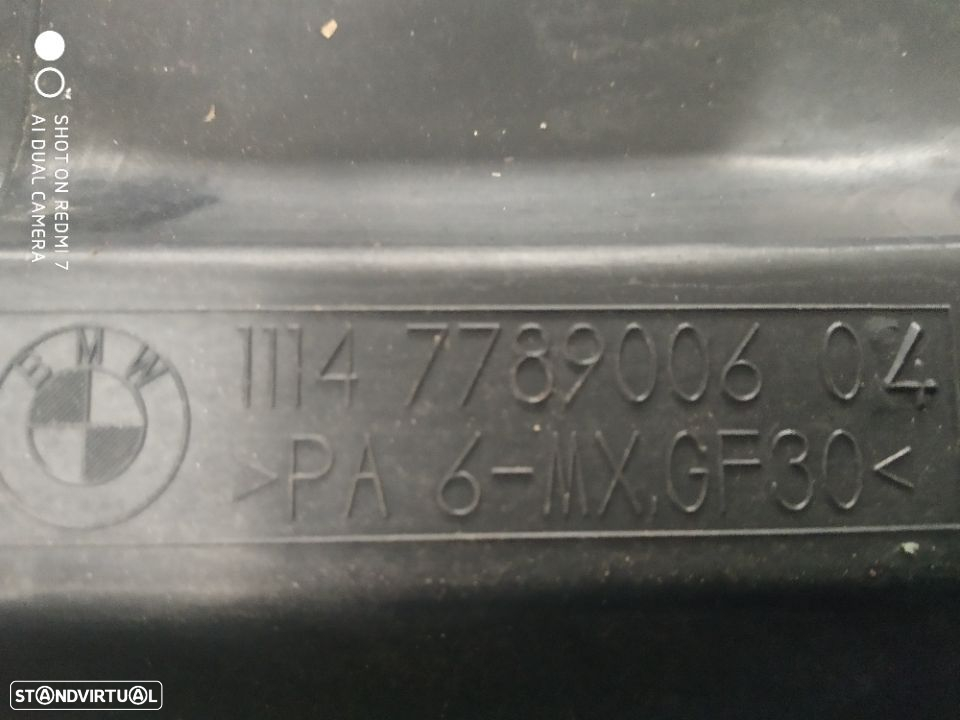 SHOT ON REDMI 7
AI DUAL CAMERA
BMW
1114 7789006 04
>PA 6-MX,GF30<
STANDVIRTUAL